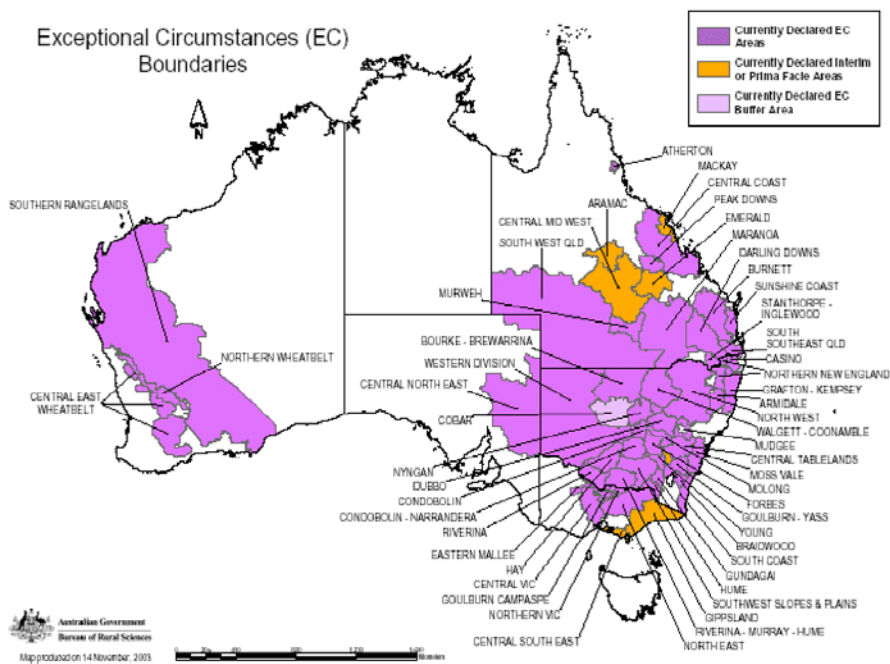 Exceptional Circumstances (EC)
Boundaries
N
Currently Declared EC
Areas
Currently Declared Interim
or Prima Facie Areas
Currently Declared EC
Buffer Area
ATHERTON
MACKAY
CENTRAL COAST
PEAK DOWNS
EMERALD
MARANOA
DARLING DOWNS
BURNETT
SUNSHINE COAST
STANTHORPE -
INGLEWOOD
SOUTH
SOUTHEAST QLD
CASINO
NORTHERN NEW ENGLAND
GRAFTON - KEMPSEY
ARMIDALE
NORTH WEST
WALGETT - COONAMBLE
MUDGEE
CENTRAL TABLELANDS
MOSS VALE
MOLONG
FORBES
GOULBURN - YASS
YOUNG
BRAIDWOOD
SOUTH COAST
GUNDAGAI
HUME
SOUTHWEST SLOPES & PLAINS
GIPPSLAND
RIVERINA - MURRAY - HUME
NORTH EAST
ARAMAC
CENTRAL MID WEST
SOUTH WEST QLD
MURWEH
BOURKE - BREWARRINA
WESTERN DIVISION
CENTRAL NORTH EAST
COBAR
NYNGAN
DUBBO
CONDOBOLIN
CONDOBOLIN - NARRANDERA
RIVERINA
EASTERN MALLEE
HAY
CENTRAL VIC
GOULBURN CAMPASPE
NORTHERN VIC
CENTRAL SOUTH EAST
SOUTHERN RANGELANDS
NORTHERN WHEATBELT
CENTRAL EAST
WHEATBELT
Australian Government
Bureau of Rural Sciences
Map produced on 14 November, 2003